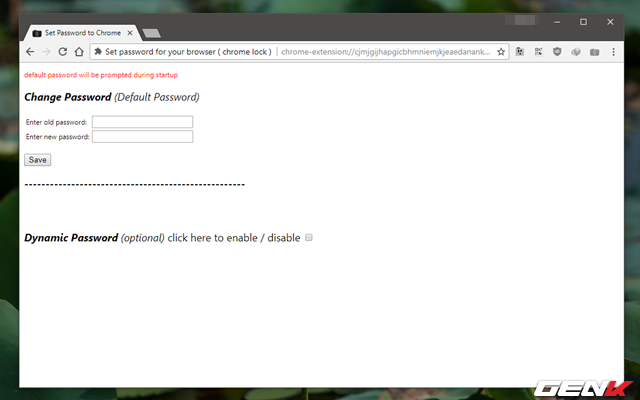 Set Password to Chrome
Set password for your browser ( chrome lock ) chrome-extension://cjmjgijhapgicbhmniemjkjeaedanank...
default password will be prompted during startup
Change Password (Default Password)
Enter old password:
Enter new password:
Save
----------------------------------------------------
Dynamic Password (optional) click here to enable / disable
GENK